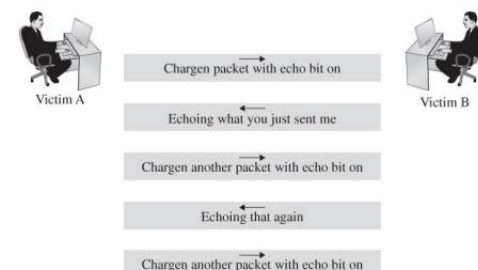 Chargen packet with echo bit on
Victim A
Victim B
Echoing what you just sent me
Chargen another packet with echo bit on
Echoing that again
Chargen another packet with echo bit on